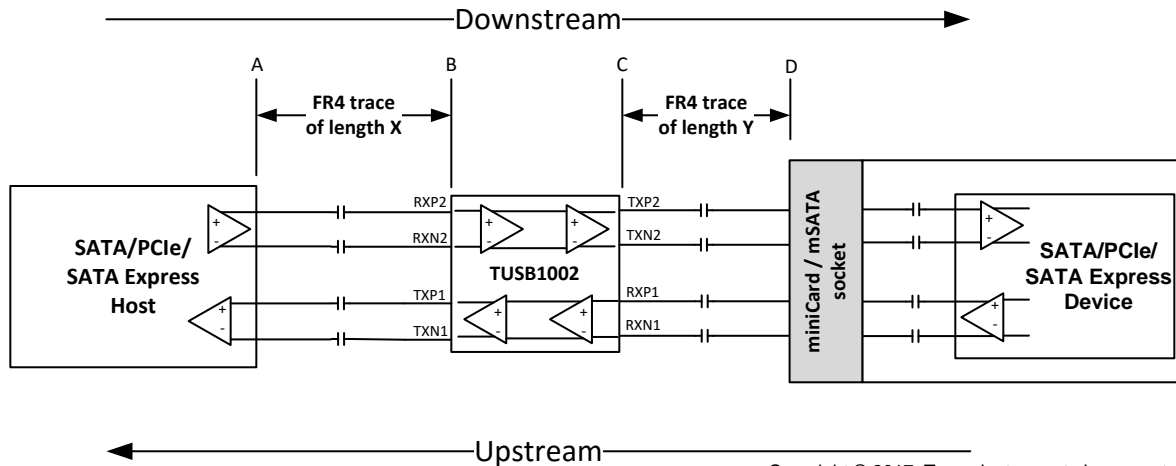 Downstream
A
B
C
D
FR4 trace
of length X
FR4 trace
of length Y
SATA/PCIe/
SATA Express
Host
+
-
+
-
RXP2
RXN2
TXP1
TXN1
+
-
+
-
TUSB1002
+
-
+
-
TXP2
TXN2
RXP1
RXN1
miniCard / mSATA
socket
+
-
+
-
SATA/PCIe/
SATA Express
Device
Upstream